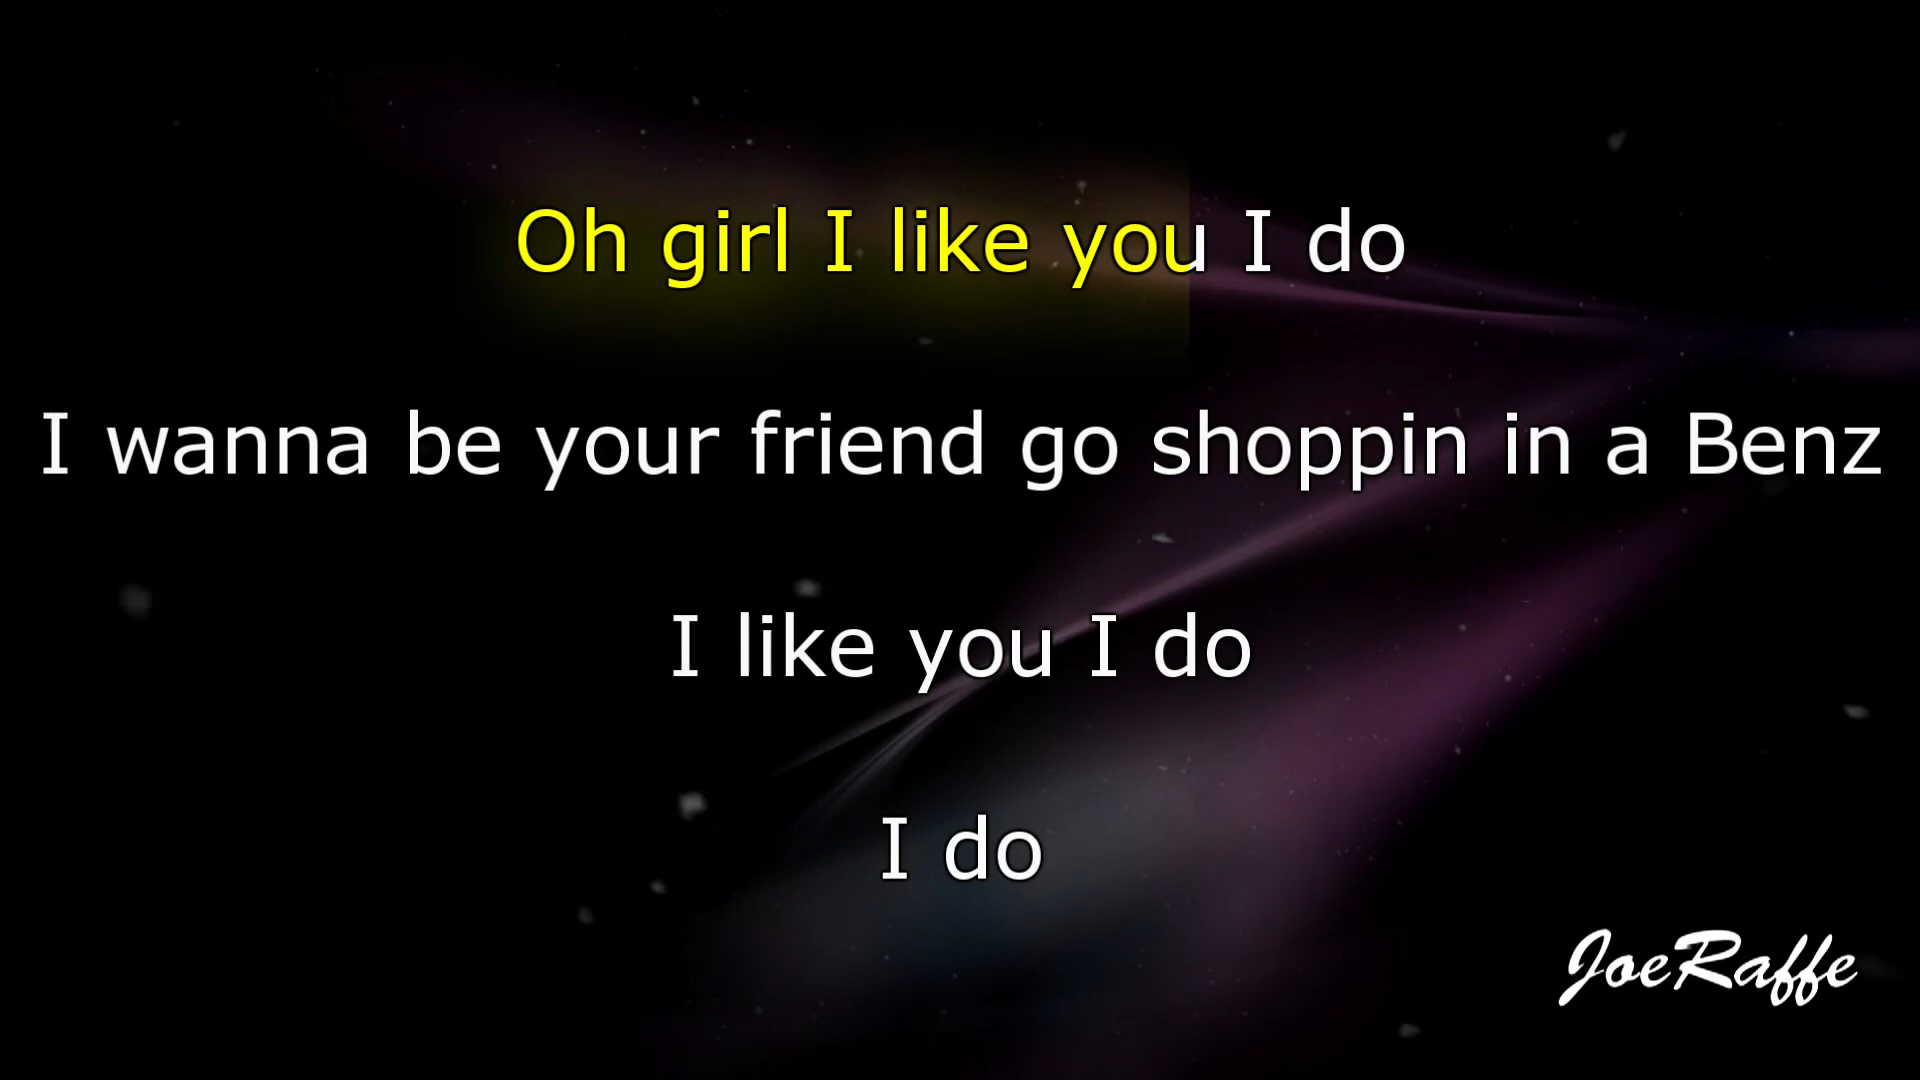 Oh girl I like you I do
I wanna be your friend go shoppin in a Benz
I like you I do
I do
JoeRaffe